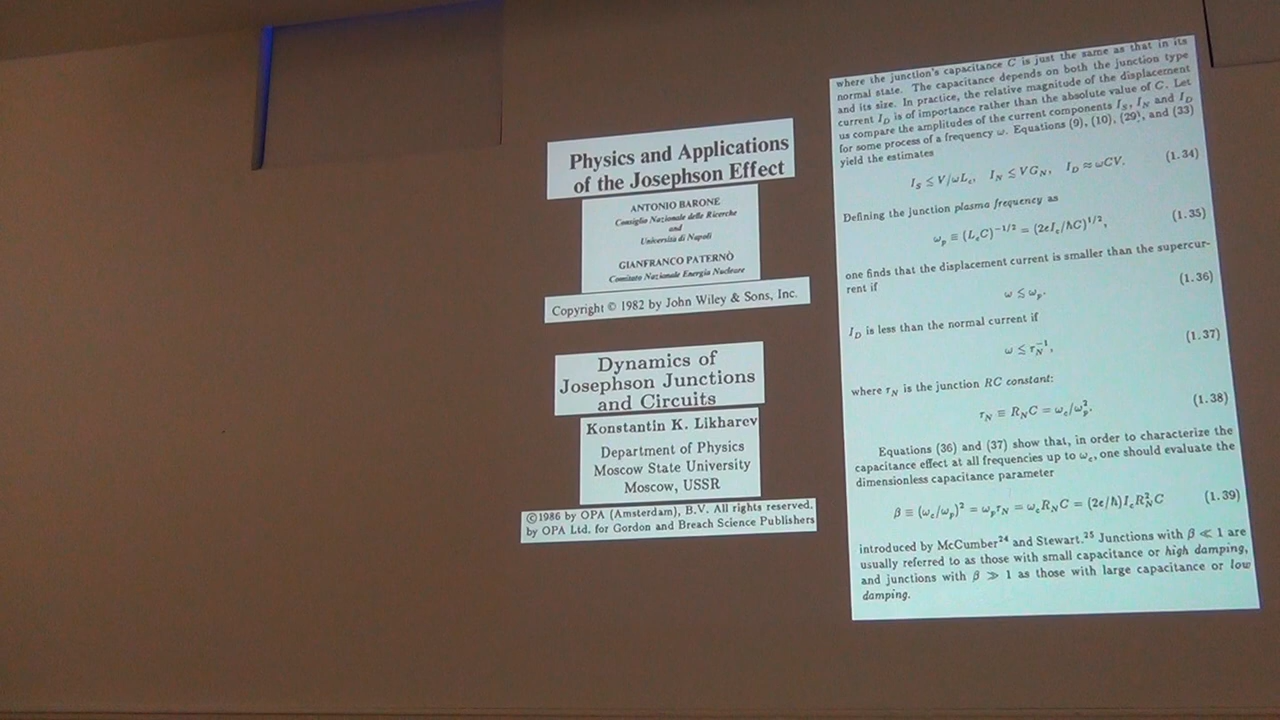 Physics and Applications
of the Josephson Effect
ANTONIO BARONE
Consiglio Nazionale delle Ricerche
and
Università di Napoli
GIANFRANCO PATERNÒ
Comitato Nazionale Energia Nucleare
Copyright © 1982 by John Wiley & Sons, Inc.
Dynamics of
Josephson Junctions
and Circuits
Konstantin K. Likharev
Department of Physics
Moscow State University
Moscow, USSR
©1986 by OPA (Amsterdam), B.V. All rights reserved.
by OPA Ltd. for Gordon and Breach Science Publishers
where the junction's capacitance C is just the same as that in its
normal state. The capacitance depends on both the junction type
and its size. In practice, the relative magnitude of the displacement
current I_D is of importance rather than the absolute value of C. Let
us compare the amplitudes of the current components I_S, I_N and I_D
for some process of a frequency ω. Equations (9), (10), (29), and (33)
yield the estimates
I_S ≲ V/ωL_c, I_N ≲ VG_N, I_D ≈ ωCV. (1.34)
Defining the junction plasma frequency as
ω_p ≡ (L_cC)^{-1/2} = (2eI_c/ħC)^{1/2}, (1.35)
one finds that the displacement current is smaller than the supercur-
rent if
ω ≲ ω_p. (1.36)
I_D is less than the normal current if
ω ≲ τ_N^{-1}, (1.37)
where τ_N is the junction RC constant:
τ_N ≡ R_NC = ω_c/ω_p^2. (1.38)
Equations (36) and (37) show that, in order to characterize the
capacitance effect at all frequencies up to ω_c, one should evaluate the
dimensionless capacitance parameter
β ≡ (ω_c/ω_p)^2 = ω_pτ_N = ω_cR_NC = (2e/ħ)I_cR_N^2C (1.39)
introduced by McCumber^24 and Stewart.^25 Junctions with β ≪ 1 are
usually referred to as those with small capacitance or high damping,
and junctions with β ≫ 1 as those with large capacitance or low
damping.